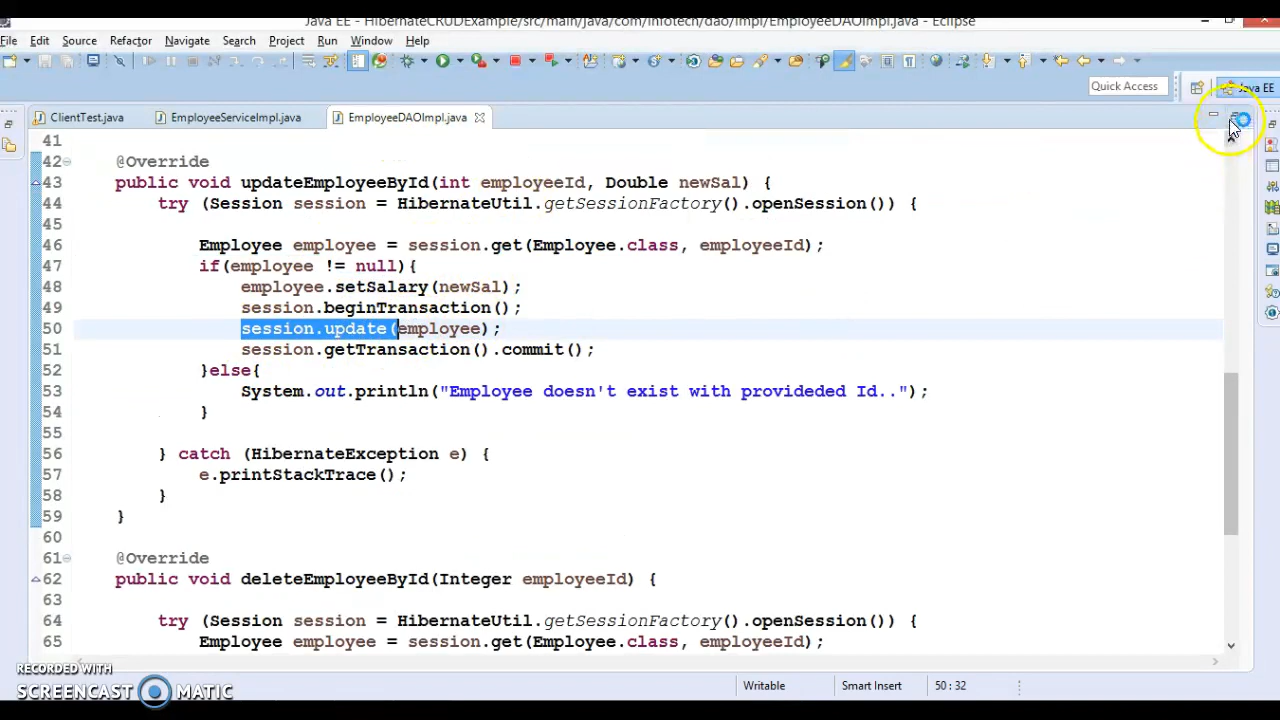 Java EE - HibernateCRUDExample/src/main/java/com/infotech/dao/impl/EmployeeDAOImpl.java - Eclipse
File Edit Source Refactor Navigate Search Project Run Window Help
Quick Access
Java EE
ClientTest.java EmployeeServiceImpl.java EmployeeDAOImpl.java
41
42 @Override
43 public void updateEmployeeById(int employeeId, Double newSal) {
44 try (Session session = HibernateUtil.getSessionFactory().openSession()) {
45
46 Employee employee = session.get(Employee.class, employeeId);
47 if(employee != null){
48 employee.setSalary(newSal);
49 session.beginTransaction();
50 session.update(employee);
51 session.getTransaction().commit();
52 }else{
53 System.out.println("Employee doesn't exist with provideded Id..");
54 }
55
56 } catch (HibernateException e) {
57 e.printStackTrace();
58 }
59 }
60
61 @Override
62 public void deleteEmployeeById(Integer employeeId) {
63
64 try (Session session = HibernateUtil.getSessionFactory().openSession()) {
65 Employee employee = session.get(Employee.class, employeeId);
RECORDED WITH
SCREENCAST MATIC
Writable Smart Insert 50 : 32